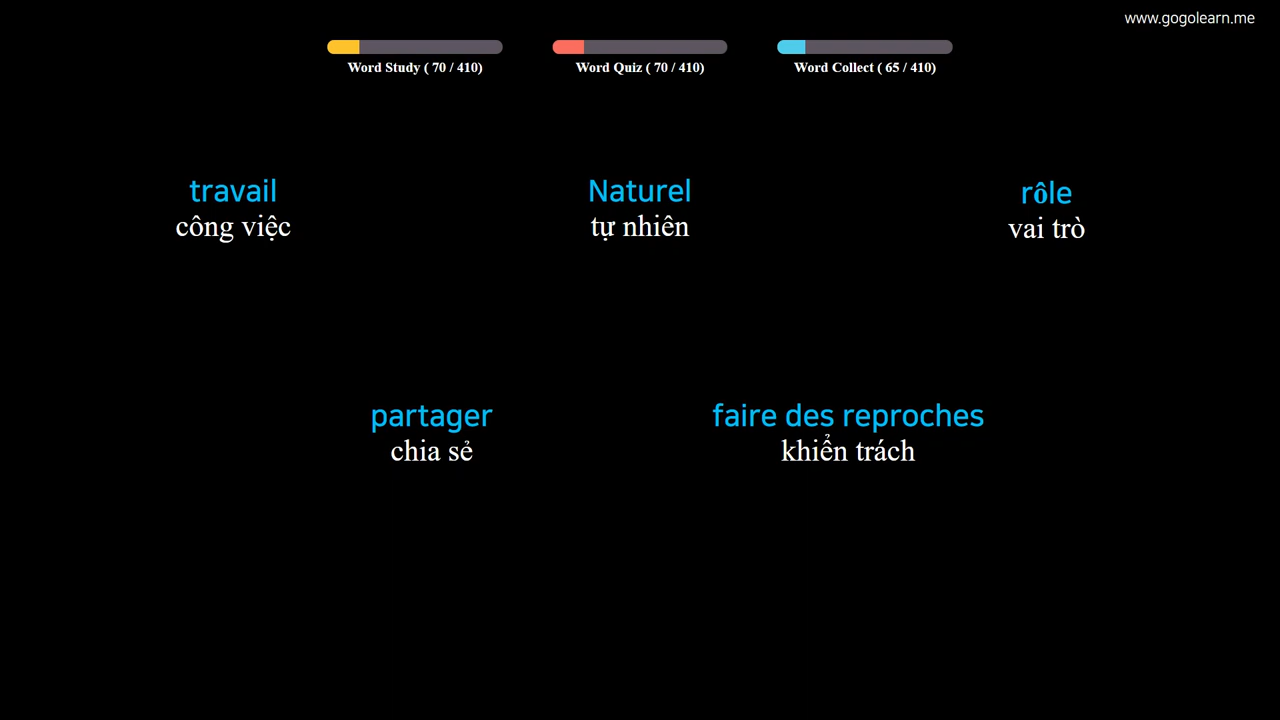 www.gogolearn.me
Word Study ( 70 / 410)
Word Quiz ( 70 / 410)
Word Collect ( 65 / 410)
travail
công việc
Naturel
tự nhiên
rôle
vai trò
partager
chia sẻ
faire des reproches
khiển trách